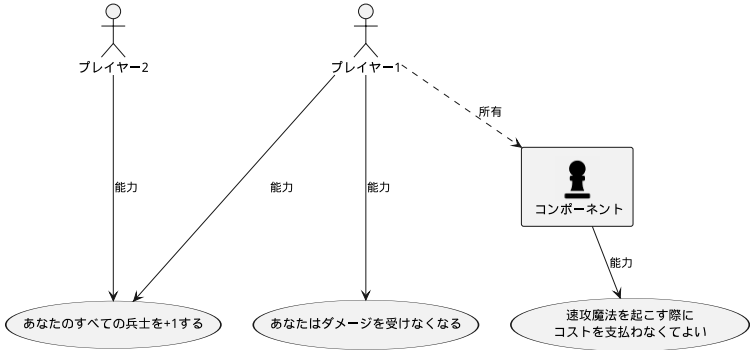 プレイヤー2
プレイヤー1
所有
コンポーネント
能力
能力
能力
能力
あなたのすべての兵士を+1する
あなたはダメージを受けなくなる
速攻魔法を起こす際に
コストを支払わなくてよい